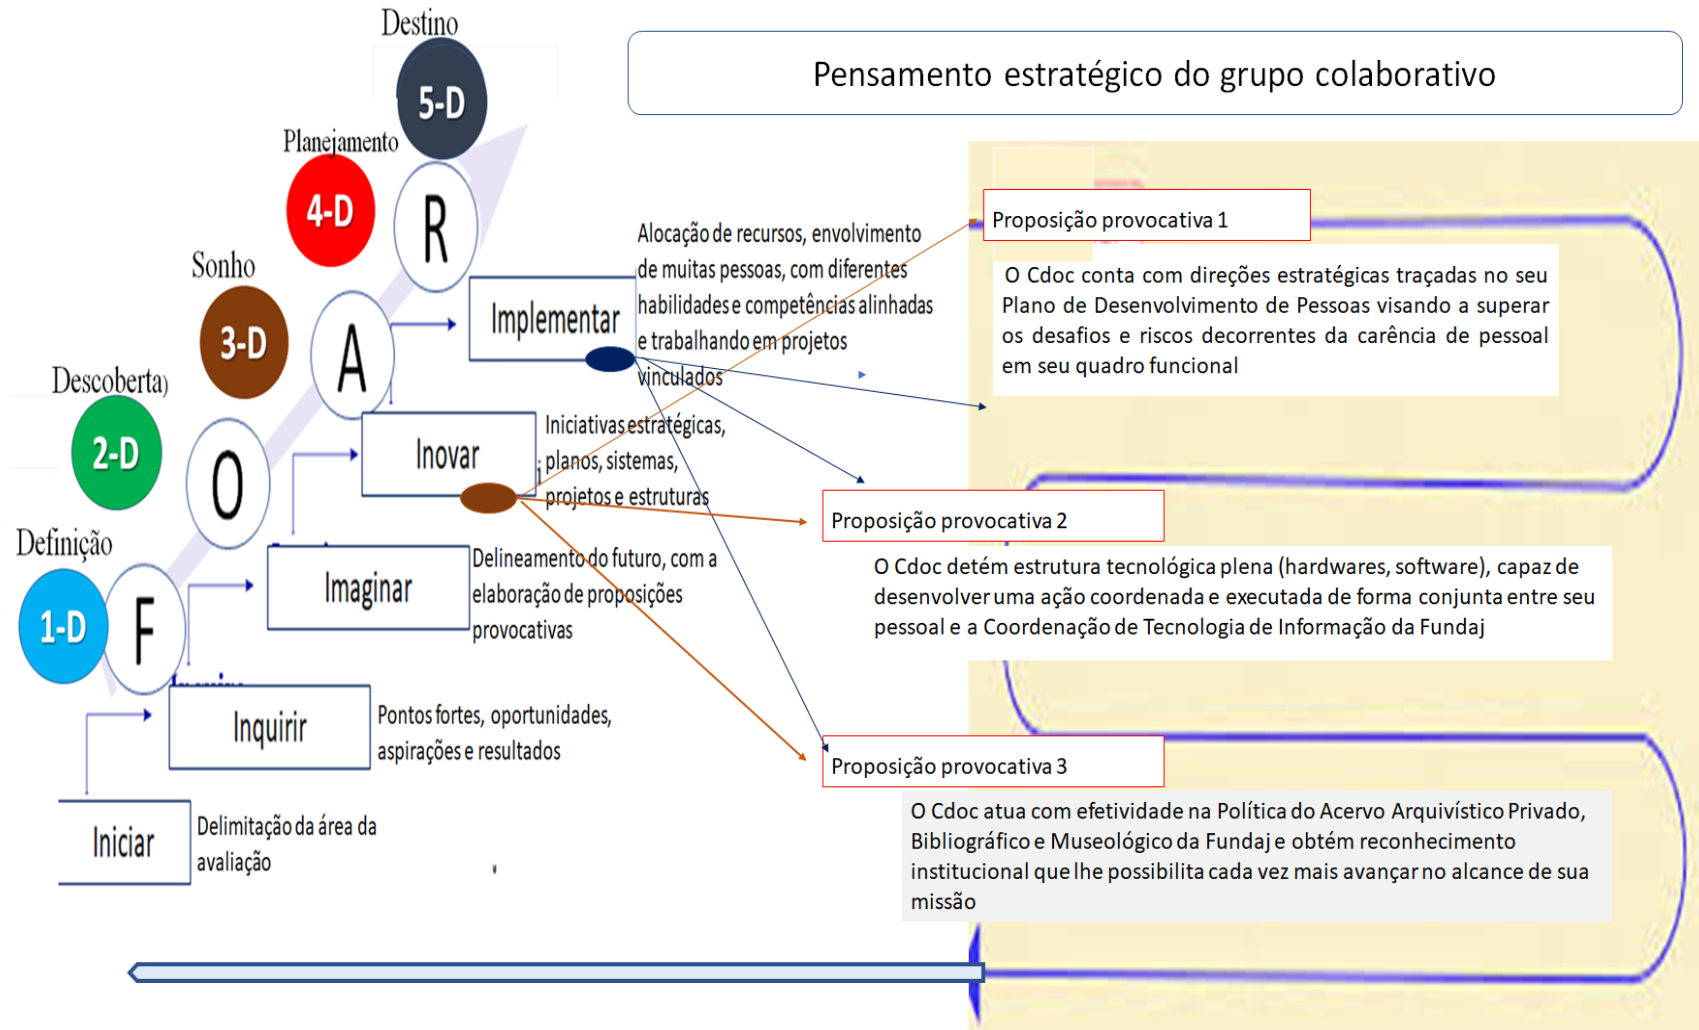 Destino
5-D
Pensamento estratégico do grupo colaborativo
Planejamento
4-D
R
Sonho
3-D
A
Descoberta)
2-D
O
Definição
1-D
F
Implementar
Alocação de recursos, envolvimento
de muitas pessoas, com diferentes
habilidades e competências alinhadas
e trabalhando em projetos
vinculados
Inovar
Iniciativas estratégicas,
planos, sistemas,
projetos e estruturas
Imaginar
Delineamento do futuro, com a
elaboração de proposições
provocativas
Inquirir
Pontos fortes, oportunidades,
aspirações e resultados
Iniciar
Delimitação da área da
avaliação
Proposição provocativa 1
O Cdoc conta com direções estratégicas traçadas no seu
Plano de Desenvolvimento de Pessoas visando a superar
os desafios e riscos decorrentes da carência de pessoal
em seu quadro funcional
Proposição provocativa 2
O Cdoc detém estrutura tecnológica plena (hardwares, software), capaz de
desenvolver uma ação coordenada e executada de forma conjunta entre seu
pessoal e a Coordenação de Tecnologia de Informação da Fundaj
Proposição provocativa 3
O Cdoc atua com efetividade na Política do Acervo Arquivístico Privado,
Bibliográfico e Museológico da Fundaj e obtém reconhecimento
institucional que lhe possibilita cada vez mais avançar no alcance de sua
missão